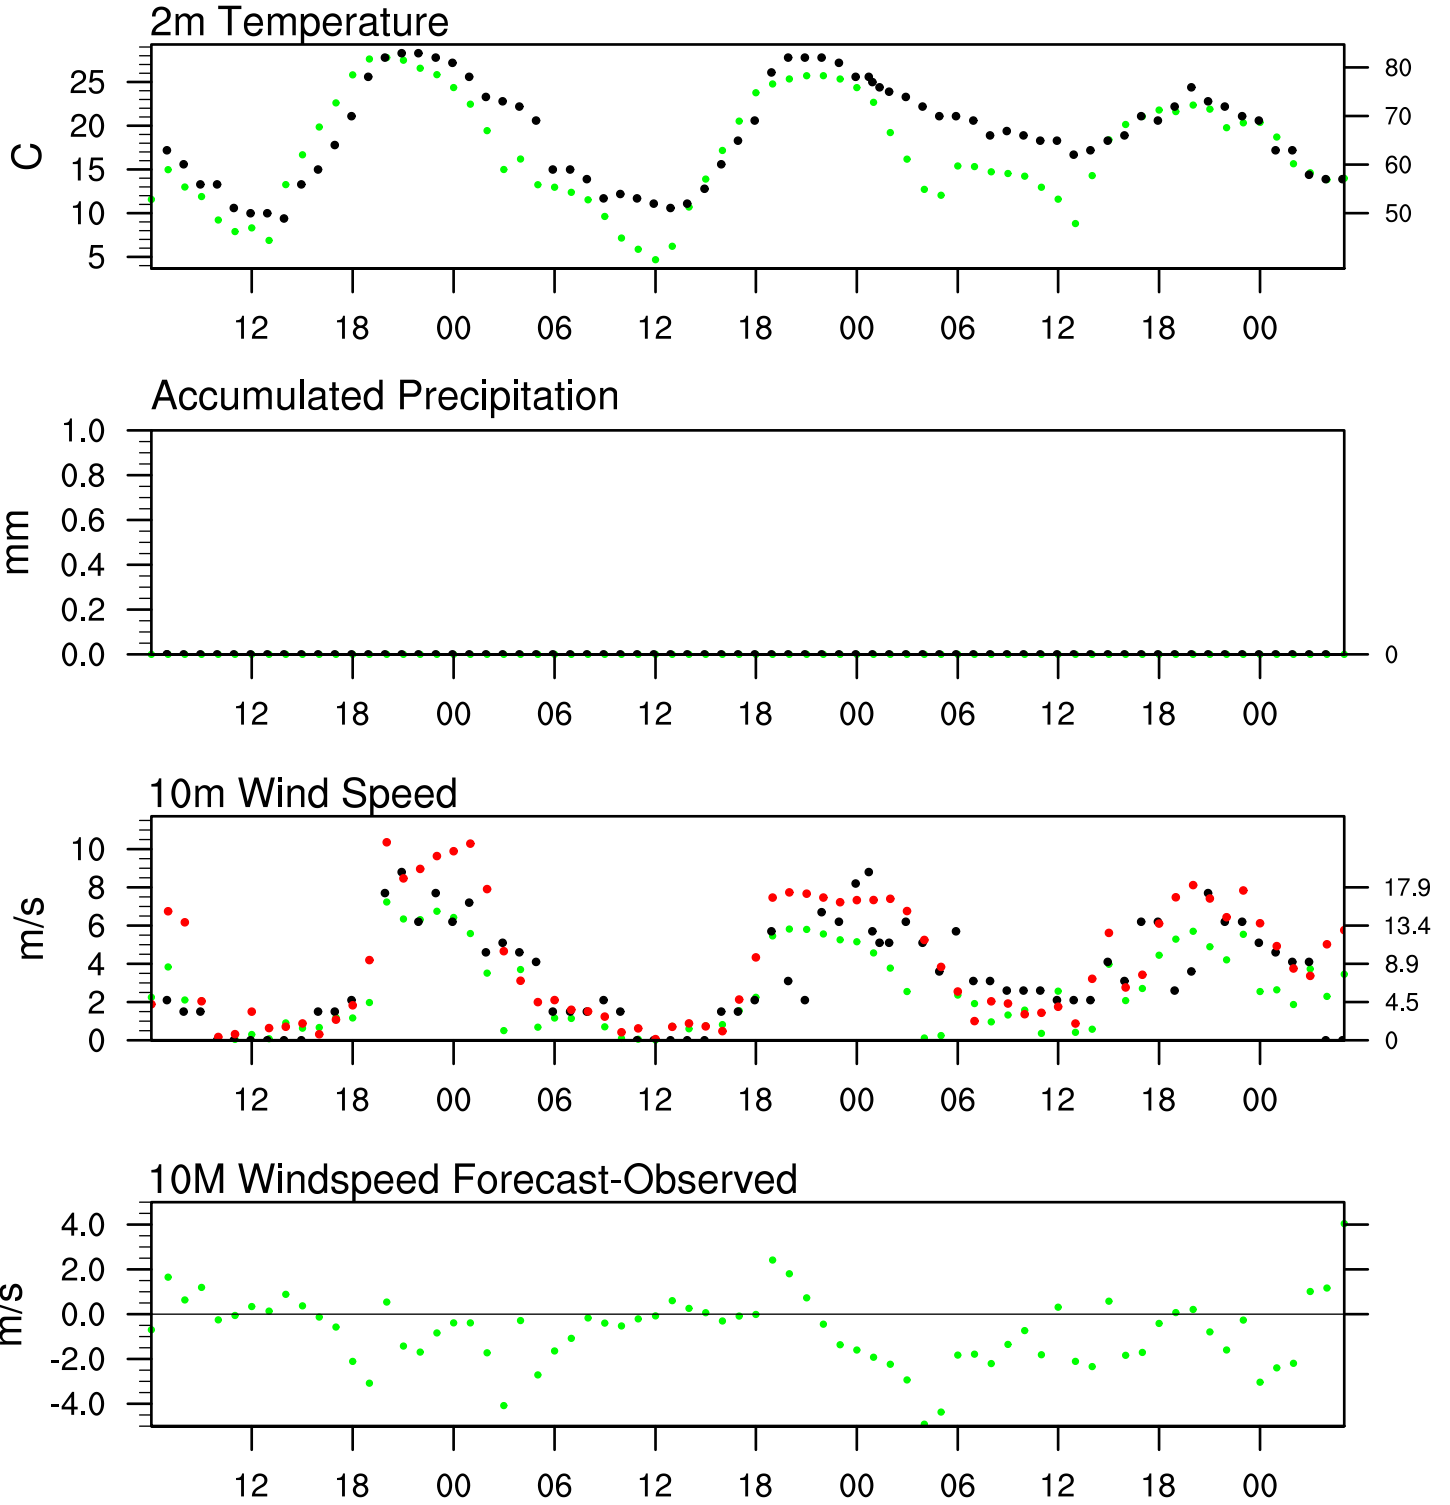 2m Temperature
C
25
20
15
10
5
80
70
60
50
12 18 00 06 12 18 00 06 12 18 00
Accumulated Precipitation
mm
1.0
0.8
0.6
0.4
0.2
0.0
0
12 18 00 06 12 18 00 06 12 18 00
10m Wind Speed
m/s
10
8
6
4
2
0
17.9
13.4
8.9
4.5
0
12 18 00 06 12 18 00 06 12 18 00
10M Windspeed Forecast-Observed
m/s
4.0
2.0
0.0
-2.0
-4.0
12 18 00 06 12 18 00 06 12 18 00